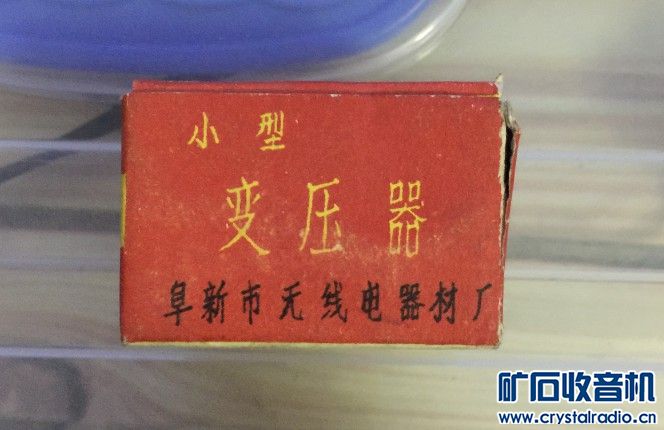 小型
变压器
阜新市无线电器材厂
矿石收音机
www.crystalradio.cn